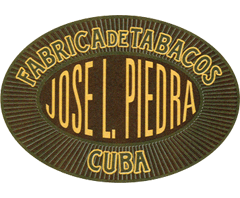 FABRICA DE TABACOS
JOSE L. PIEDRA
CUBA